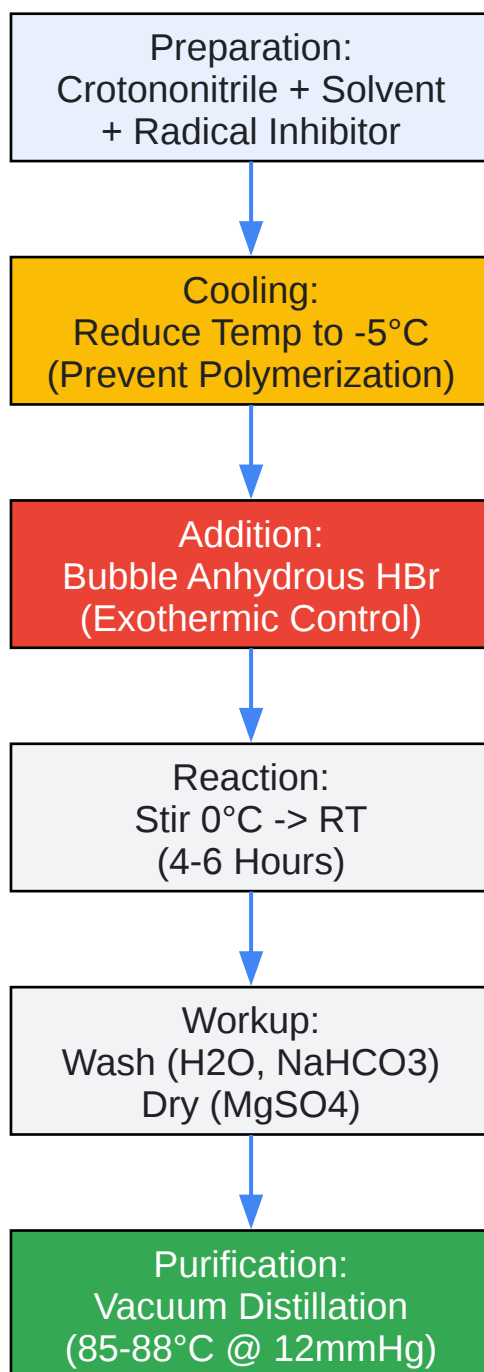 Preparation:
Crotononitrile + Solvent
+ Radical Inhibitor
Cooling:
Reduce Temp to -5°C
(Prevent Polymerization)
Addition:
Bubble Anhydrous HBr
(Exothermic Control)
Reaction:
Stir 0°C -> RT
(4-6 Hours)
Workup:
Wash (H2O, NaHCO3)
Dry (MgSO4)
Purification:
Vacuum Distillation
(85-88°C @ 12mmHg)